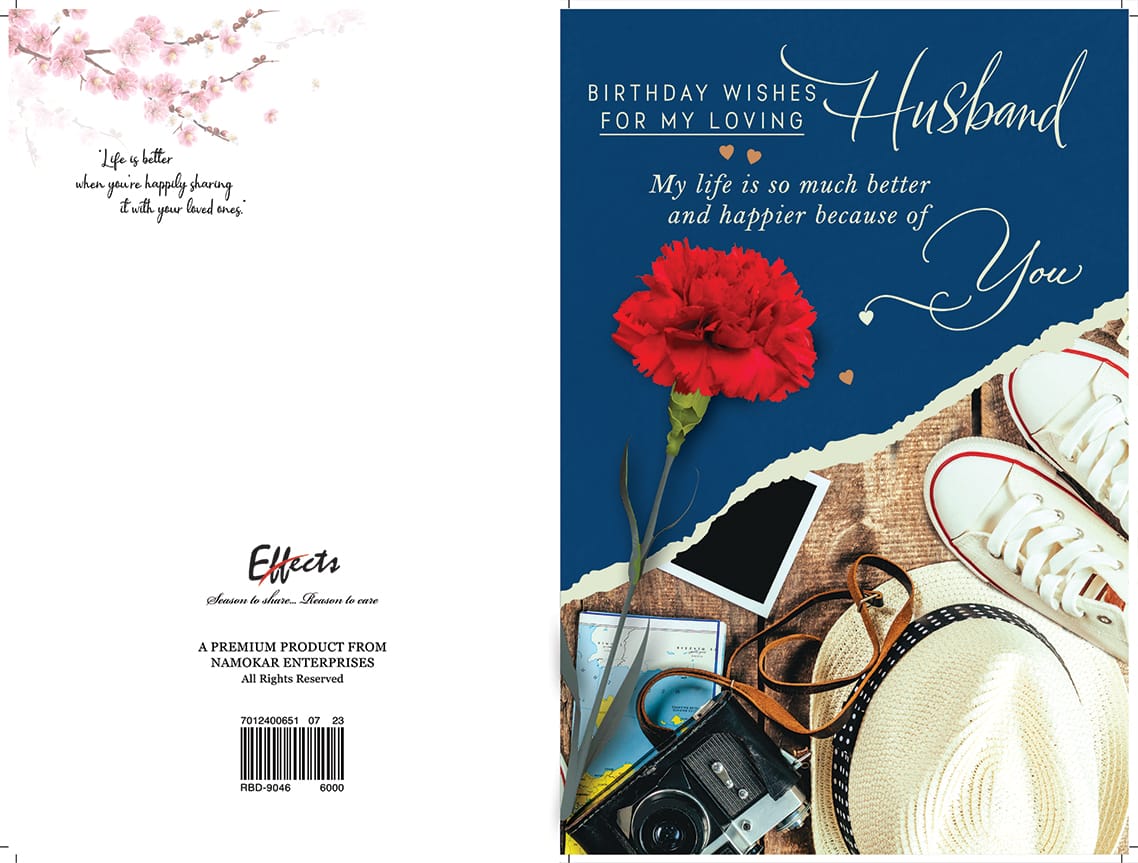 "Life is better
when you're happily sharing
it with your loved ones."
Effects
Season to share... Reason to care
A PREMIUM PRODUCT FROM
NAMOKAR ENTERPRISES
All Rights Reserved
7012400651 07 23
RBD-9046 6000
BIRTHDAY WISHES
FOR MY LOVING
Husband
My life is so much better
and happier because of
You